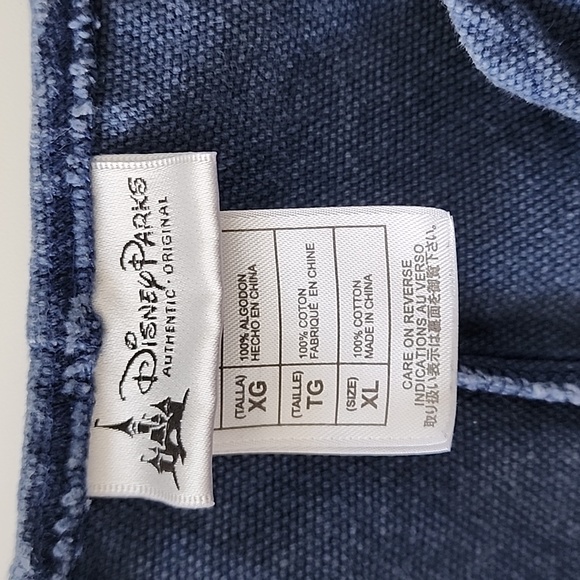 Disney Parks
AUTHENTIC · ORIGINAL
(TALLA)
XG
100% ALGODON
HECHO EN CHINA
(TAILLE)
TG
100% COTON
FABRIQUÉ EN CHINE
(SIZE)
XL
100% COTTON
MADE IN CHINA
CARE ON REVERSE
INDICATIONS AU VERSO
取り扱い表示は裏面を御覧下さい。